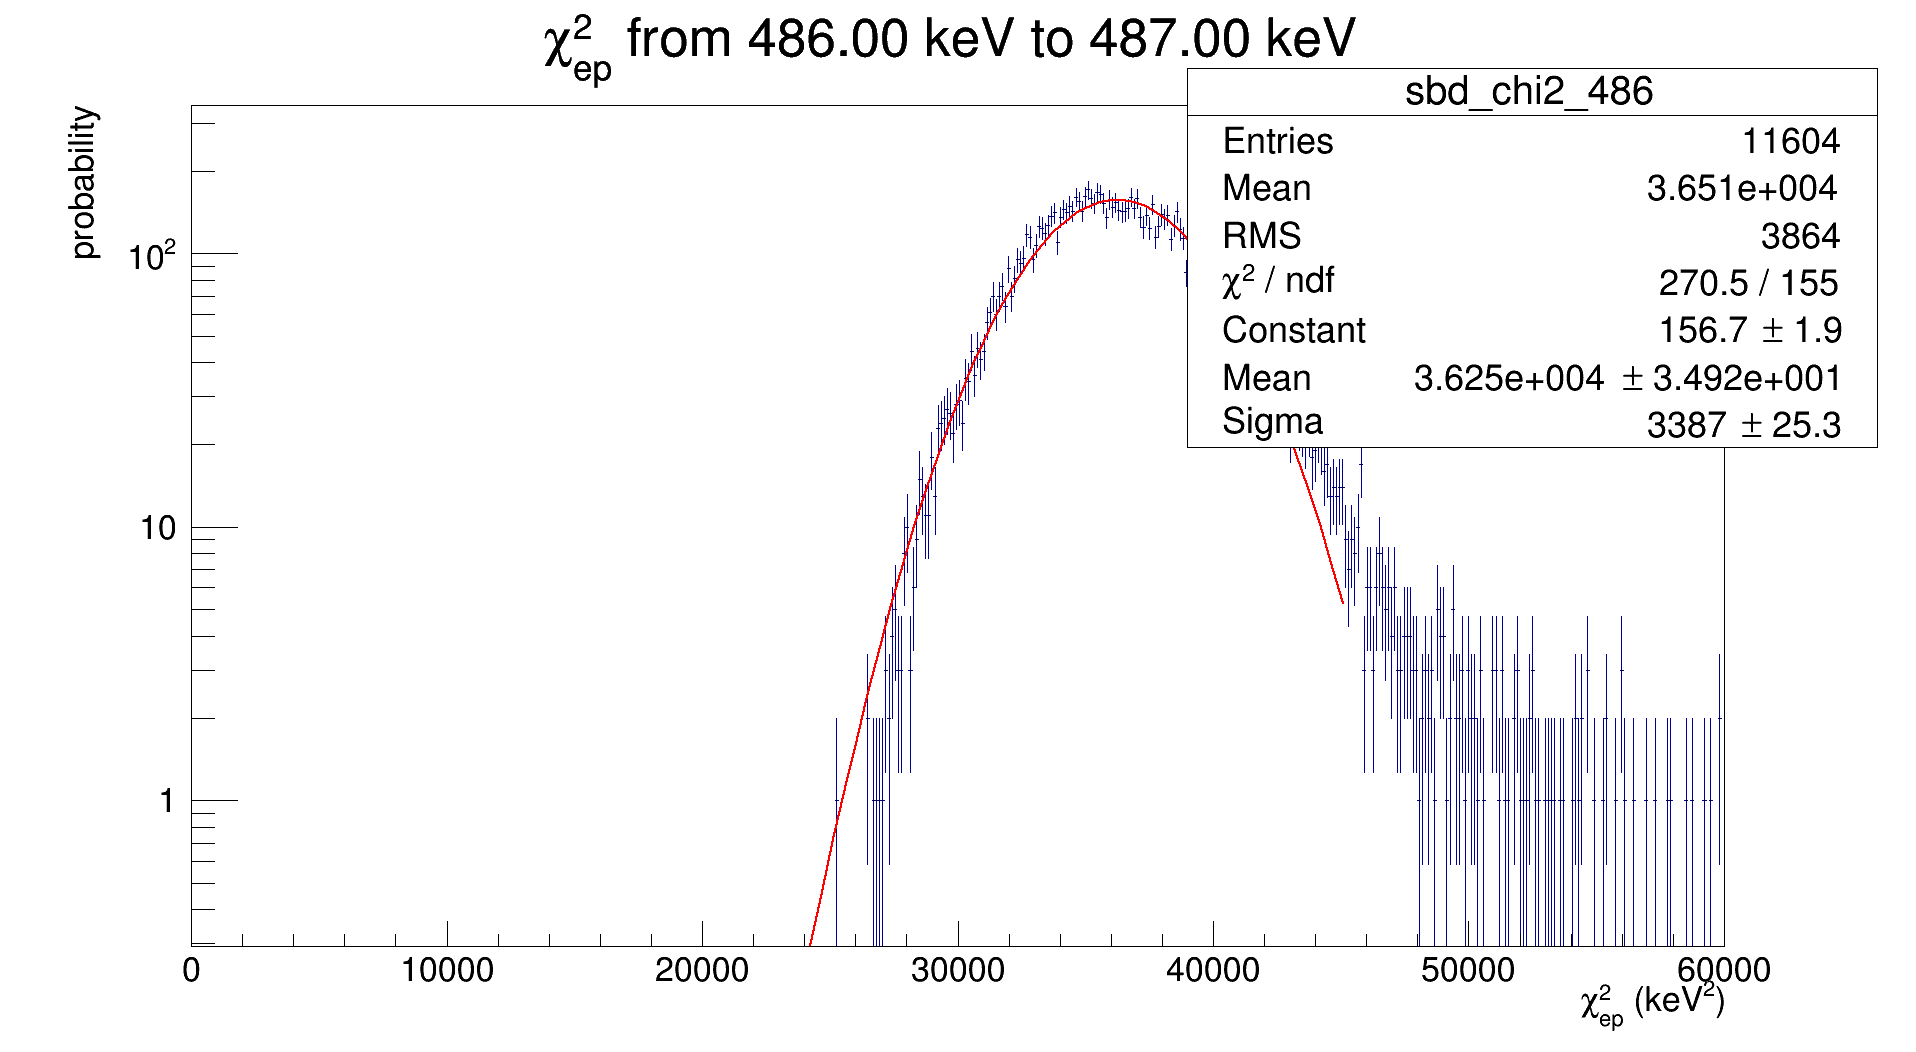 χ²ep from 486.00 keV to 487.00 keV
sbd_chi2_486
Entries 11604
Mean 3.651e+004
RMS 3864
χ² / ndf 270.5 / 155
Constant 156.7 ± 1.9
Mean 3.625e+004 ± 3.492e+001
Sigma 3387 ± 25.3
probability
10²
10
1
0 10000 20000 30000 40000 50000 60000
χ²ep (keV²)